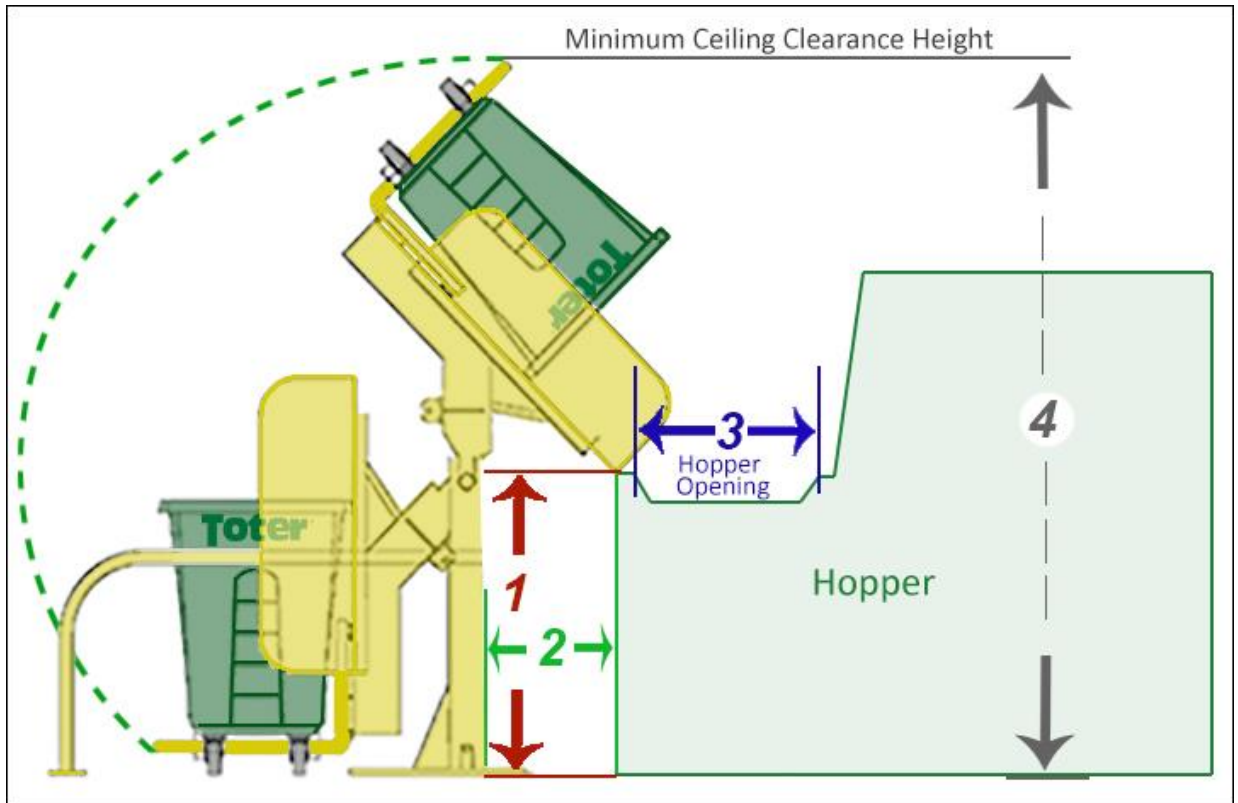 Minimum Ceiling Clearance Height
Toter
4
3
Hopper
Opening
Toter
1
Hopper
2